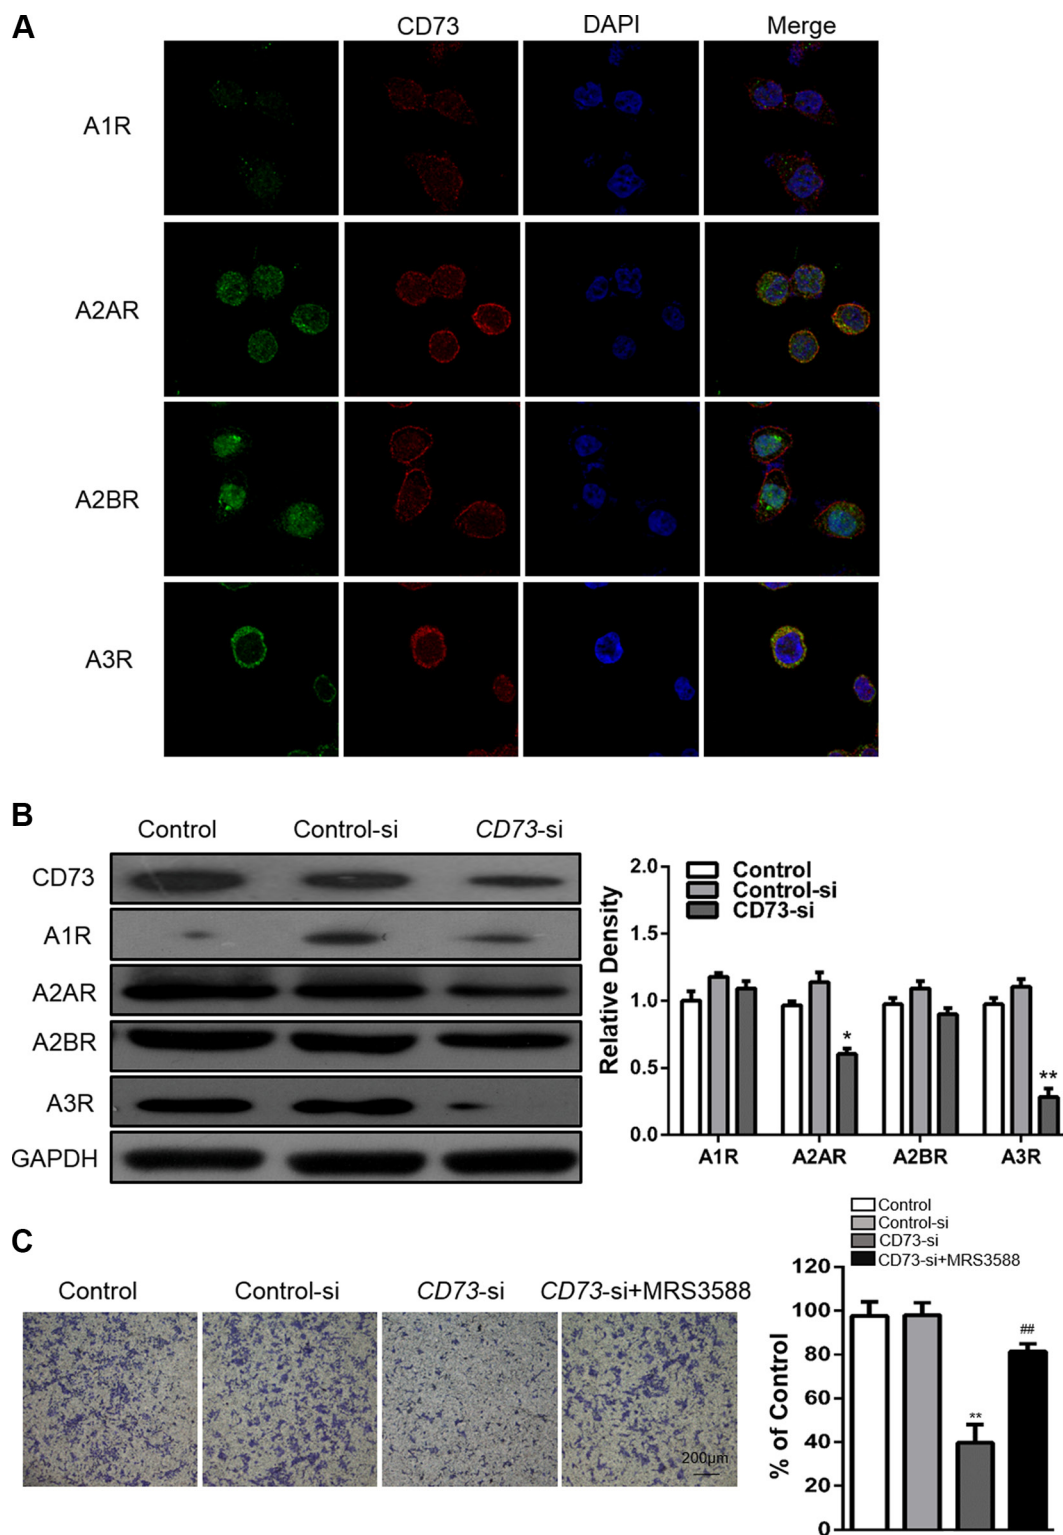 A
CD73 DAPI Merge
A1R
A2AR
A2BR
A3R
B
Control Control-si CD73-si
CD73
A1R
A2AR
A2BR
A3R
GAPDH
Control
Control-si
CD73-si
Relative Density
2.0
1.5
1.0
0.5
0.0
*
**
A1R A2AR A2BR A3R
C
Control Control-si CD73-si CD73-si+MRS3588
200μm
Control
Control-si
CD73-si
CD73-si+MRS3588
% of Control
120
100
80
60
40
20
0
**
##